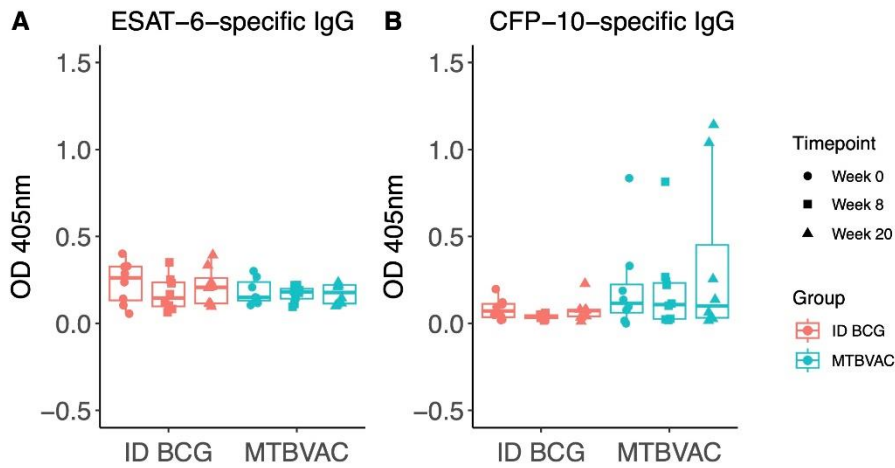 A ESAT−6−specific IgG
OD 405nm
1.5
1.0
0.5
0.0
−0.5
ID BCG MTBVAC
B CFP−10−specific IgG
OD 405nm
1.5
1.0
0.5
0.0
−0.5
ID BCG MTBVAC
Timepoint
Week 0
Week 8
Week 20
Group
ID BCG
MTBVAC